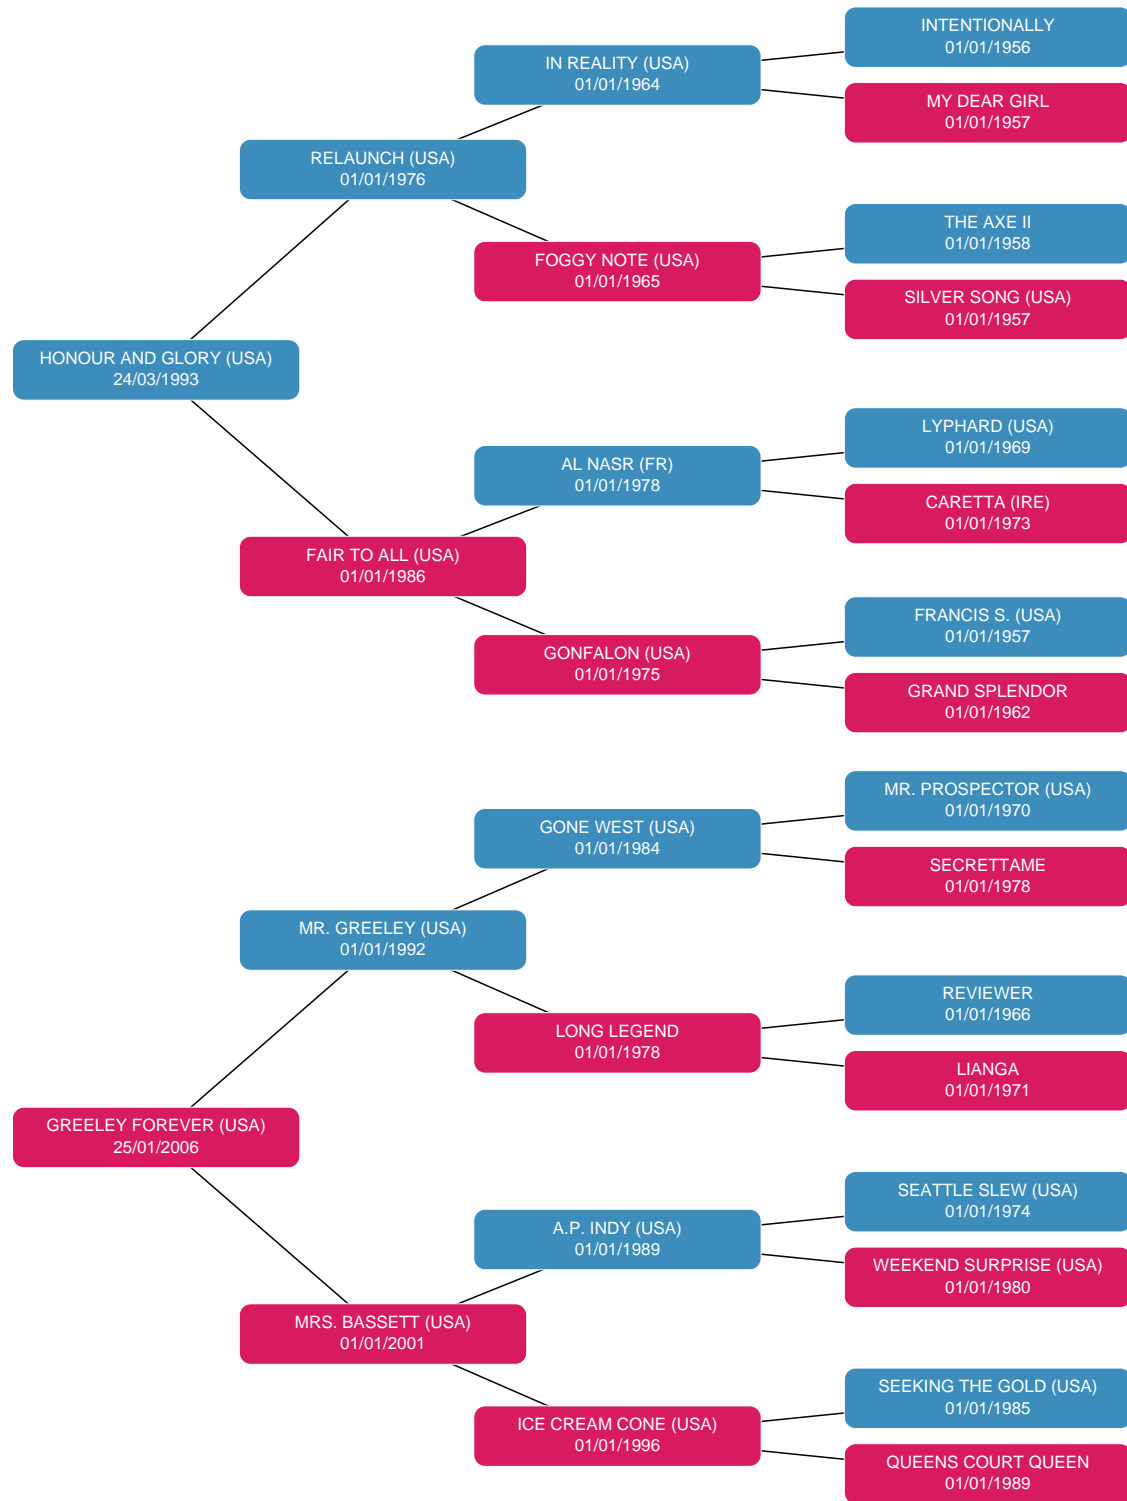 INTENTIONALLY
01/01/1956
IN REALITY (USA)
01/01/1964
MY DEAR GIRL
01/01/1957
RELAUNCH (USA)
01/01/1976
THE AXE II
01/01/1958
FOGGY NOTE (USA)
01/01/1965
SILVER SONG (USA)
01/01/1957
HONOUR AND GLORY (USA)
24/03/1993
LYPHARD (USA)
01/01/1969
AL NASR (FR)
01/01/1978
CARETTA (IRE)
01/01/1973
FAIR TO ALL (USA)
01/01/1986
FRANCIS S. (USA)
01/01/1957
GONFALON (USA)
01/01/1975
GRAND SPLENDOR
01/01/1962
MR. PROSPECTOR (USA)
01/01/1970
GONE WEST (USA)
01/01/1984
SECRETTAME
01/01/1978
MR. GREELEY (USA)
01/01/1992
REVIEWER
01/01/1966
LONG LEGEND
01/01/1978
LIANGA
01/01/1971
GREELEY FOREVER (USA)
25/01/2006
SEATTLE SLEW (USA)
01/01/1974
A.P. INDY (USA)
01/01/1989
WEEKEND SURPRISE (USA)
01/01/1980
MRS. BASSETT (USA)
01/01/2001
SEEKING THE GOLD (USA)
01/01/1985
ICE CREAM CONE (USA)
01/01/1996
QUEENS COURT QUEEN
01/01/1989